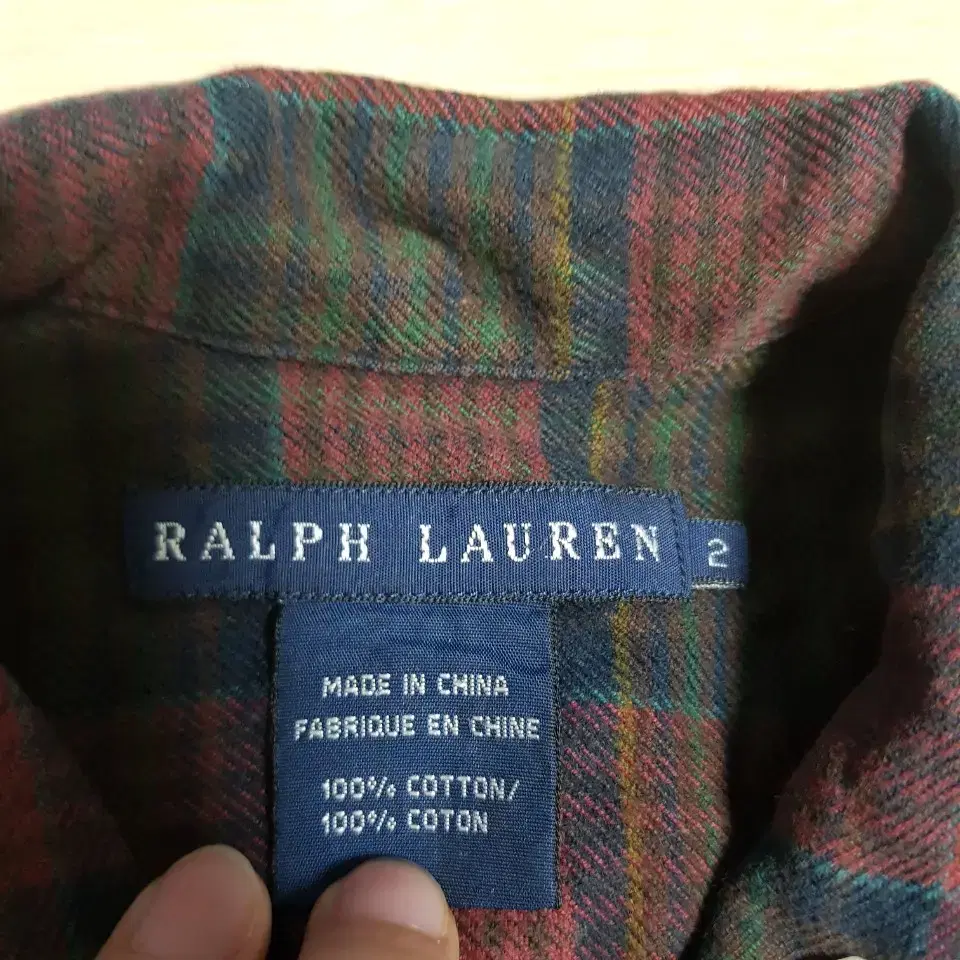 RALPH LAUREN
2
MADE IN CHINA
FABRIQUE EN CHINE
100% COTTON/
100% COTON